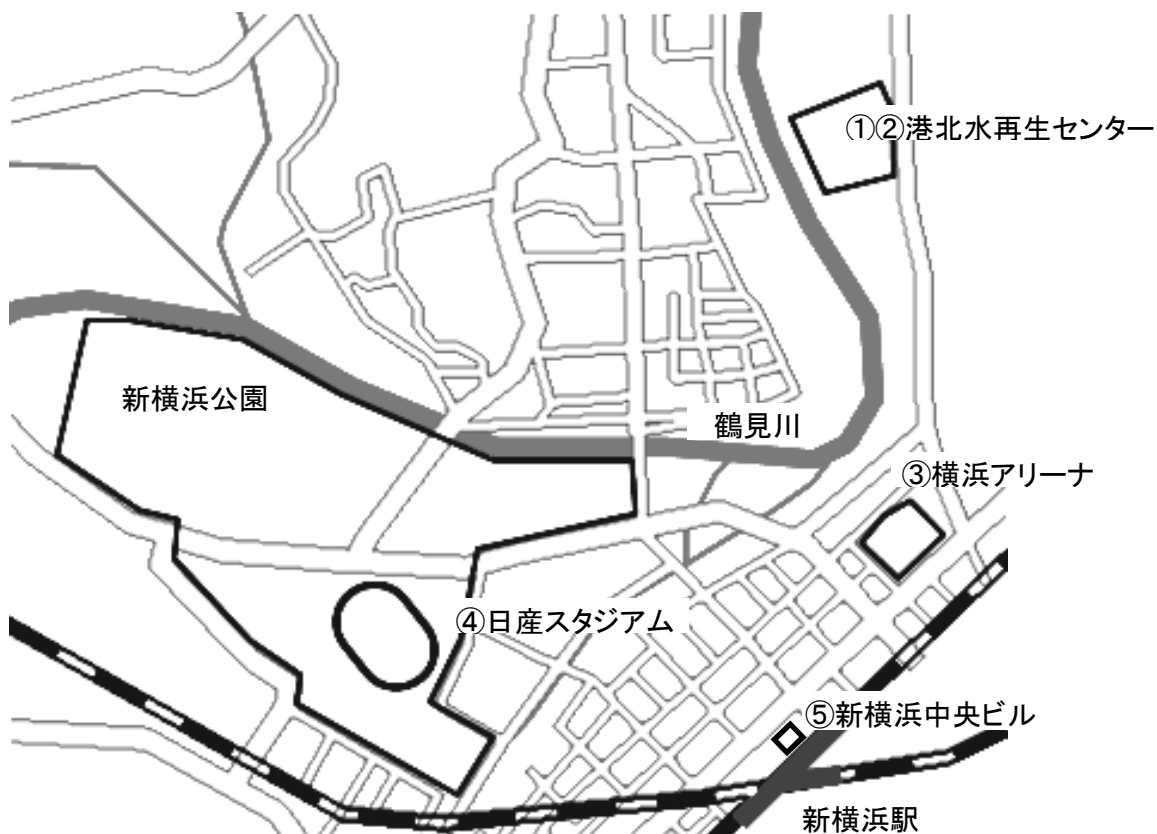 ①②港北水再生センター
新横浜公園
鶴見川
③横浜アリーナ
④日産スタジアム
⑤新横浜中央ビル
新横浜駅